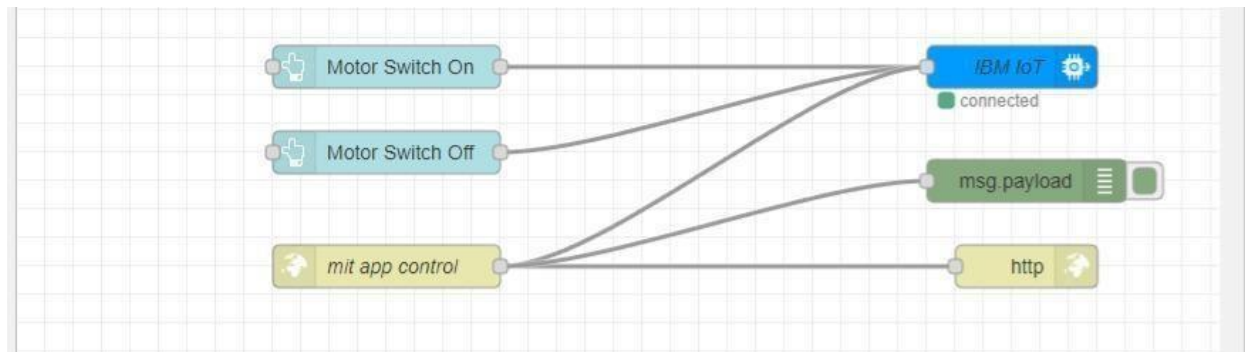 Motor Switch On
IBM IoT
connected
Motor Switch Off
msg.payload
mit app control
http